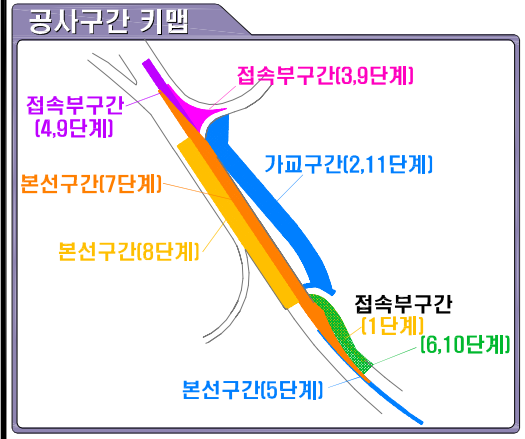 공사구간 키맵
접속부구간(3,9단계)
접속부구간
(4,9단계)
가교구간(2,11단계)
본선구간(7단계)
본선구간(8단계)
접속부구간
(1단계)
(6,10단계)
본선구간(5단계)